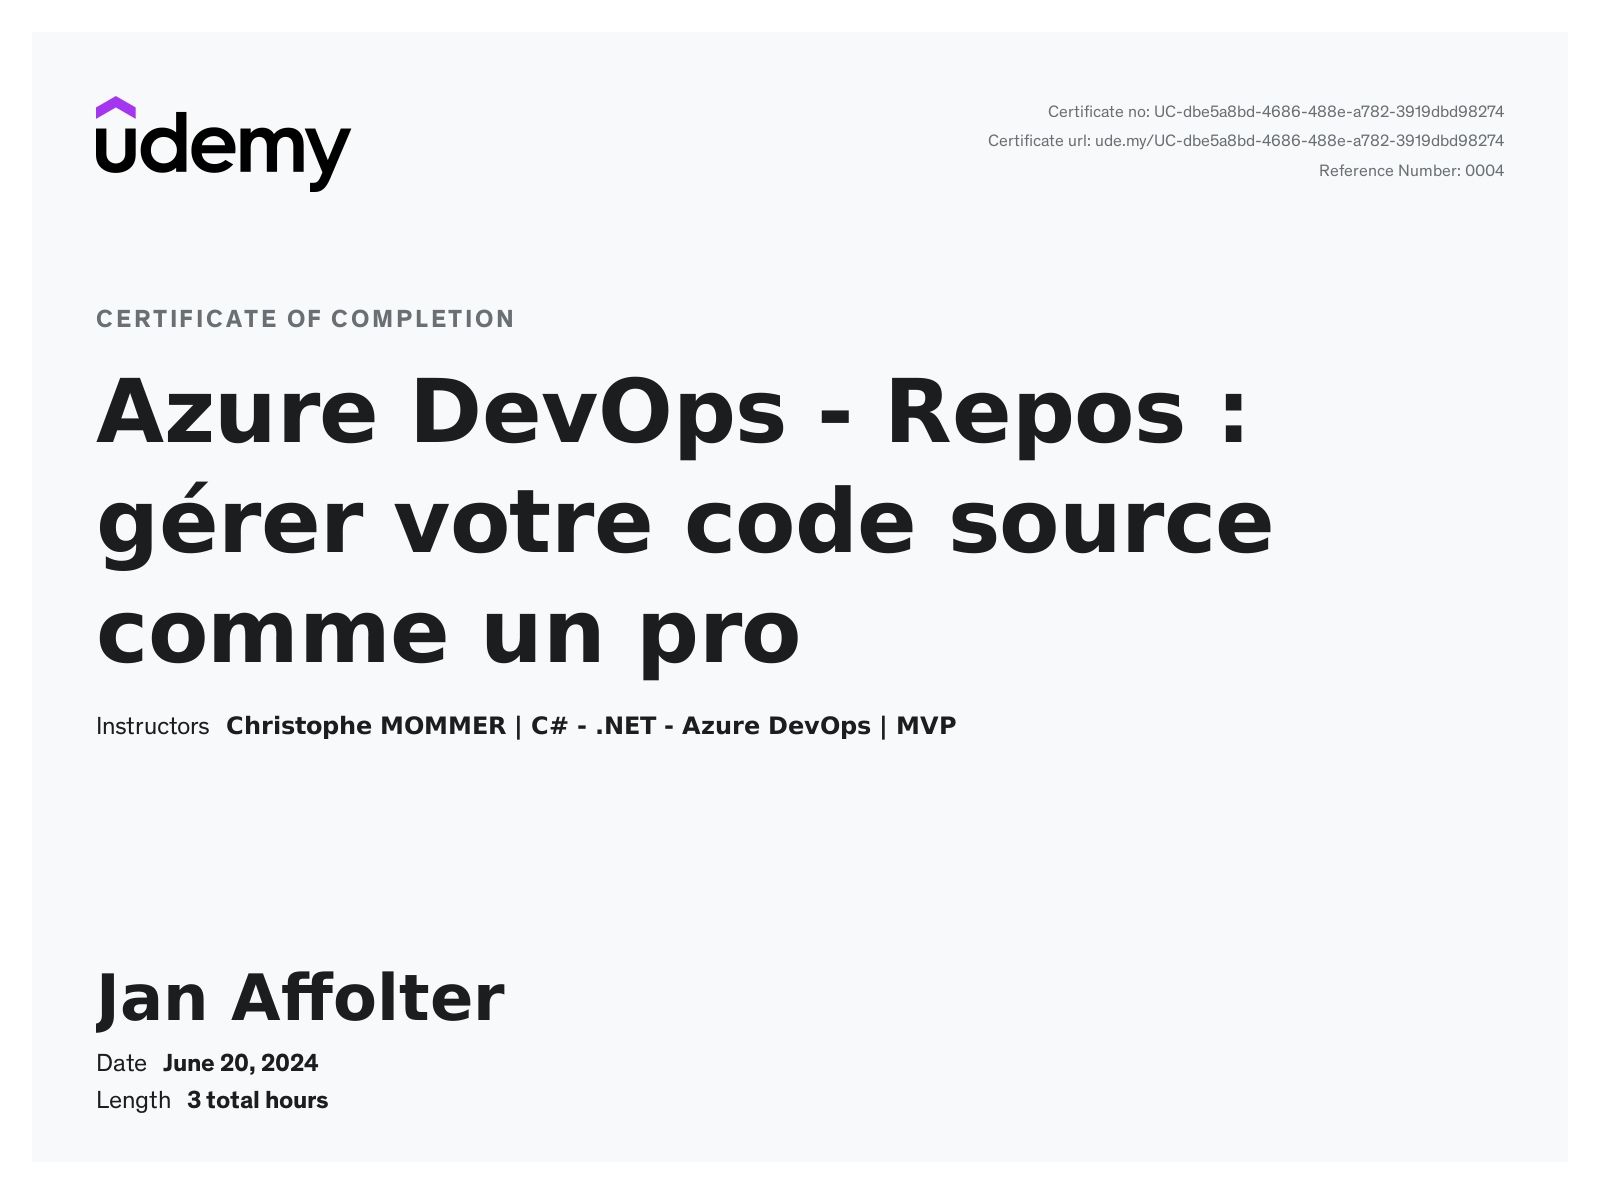 udemy
Certificate no: UC-dbe5a8bd-4686-488e-a782-3919dbd98274
Certificate url: ude.my/UC-dbe5a8bd-4686-488e-a782-3919dbd98274
Reference Number: 0004
CERTIFICATE OF COMPLETION
Azure DevOps - Repos :
gérer votre code source
comme un pro
Instructors Christophe MOMMER | C# - .NET - Azure DevOps | MVP
Jan Affolter
Date June 20, 2024
Length 3 total hours